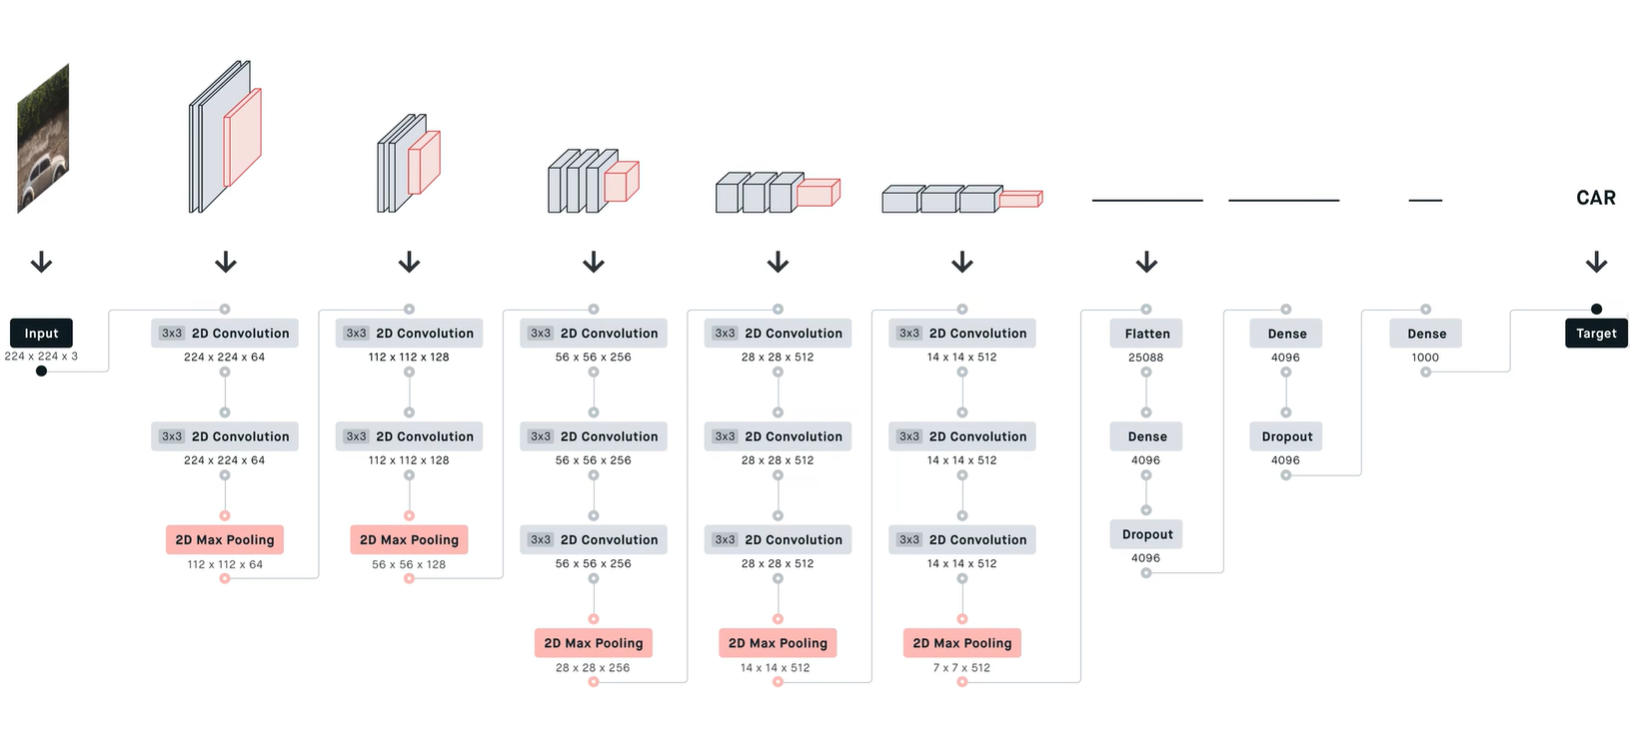 CAR
Input
224 x 224 x 3
3x3 2D Convolution
224 x 224 x 64
3x3 2D Convolution
224 x 224 x 64
2D Max Pooling
112 x 112 x 64
3x3 2D Convolution
112 x 112 x 128
3x3 2D Convolution
112 x 112 x 128
2D Max Pooling
56 x 56 x 128
3x3 2D Convolution
56 x 56 x 256
3x3 2D Convolution
56 x 56 x 256
3x3 2D Convolution
56 x 56 x 256
2D Max Pooling
28 x 28 x 256
3x3 2D Convolution
28 x 28 x 512
3x3 2D Convolution
28 x 28 x 512
3x3 2D Convolution
28 x 28 x 512
2D Max Pooling
14 x 14 x 512
3x3 2D Convolution
14 x 14 x 512
3x3 2D Convolution
14 x 14 x 512
3x3 2D Convolution
14 x 14 x 512
2D Max Pooling
7 x 7 x 512
Flatten
25088
Dense
4096
Dropout
4096
Dense
4096
Dropout
4096
Dense
1000
Target